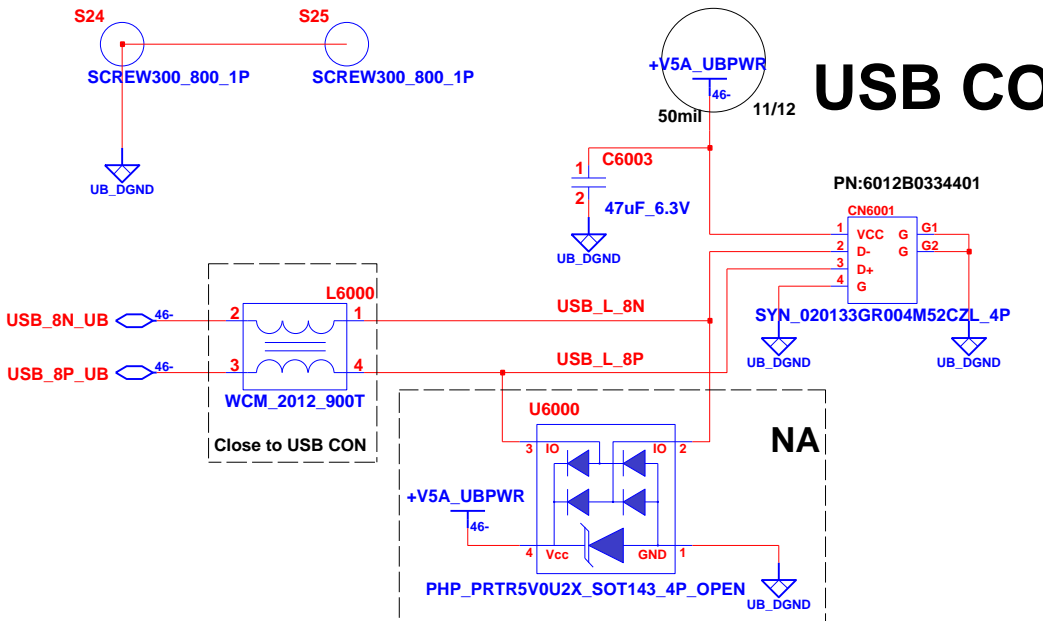 S24
S25
SCREW300_800_1P
SCREW300_800_1P
UB_DGND
+V5A_UBPWR
46-
50mil
11/12
USB CO
C6003
1
2
47uF_6.3V
UB_DGND
PN:6012B0334401
CN6001
1 VCC G G1
2 D- G G2
3 D+
4 G
SYN_020133GR004M52CZL_4P
UB_DGND
UB_DGND
L6000
USB_8N_UB 46- 2 1 USB_L_8N
USB_8P_UB 46- 3 4 USB_L_8P
WCM_2012_900T
Close to USB CON
U6000
NA
3 IO IO 2
+V5A_UBPWR
46-
4 Vcc GND 1
PHP_PRTR5V0U2X_SOT143_4P_OPEN
UB_DGND